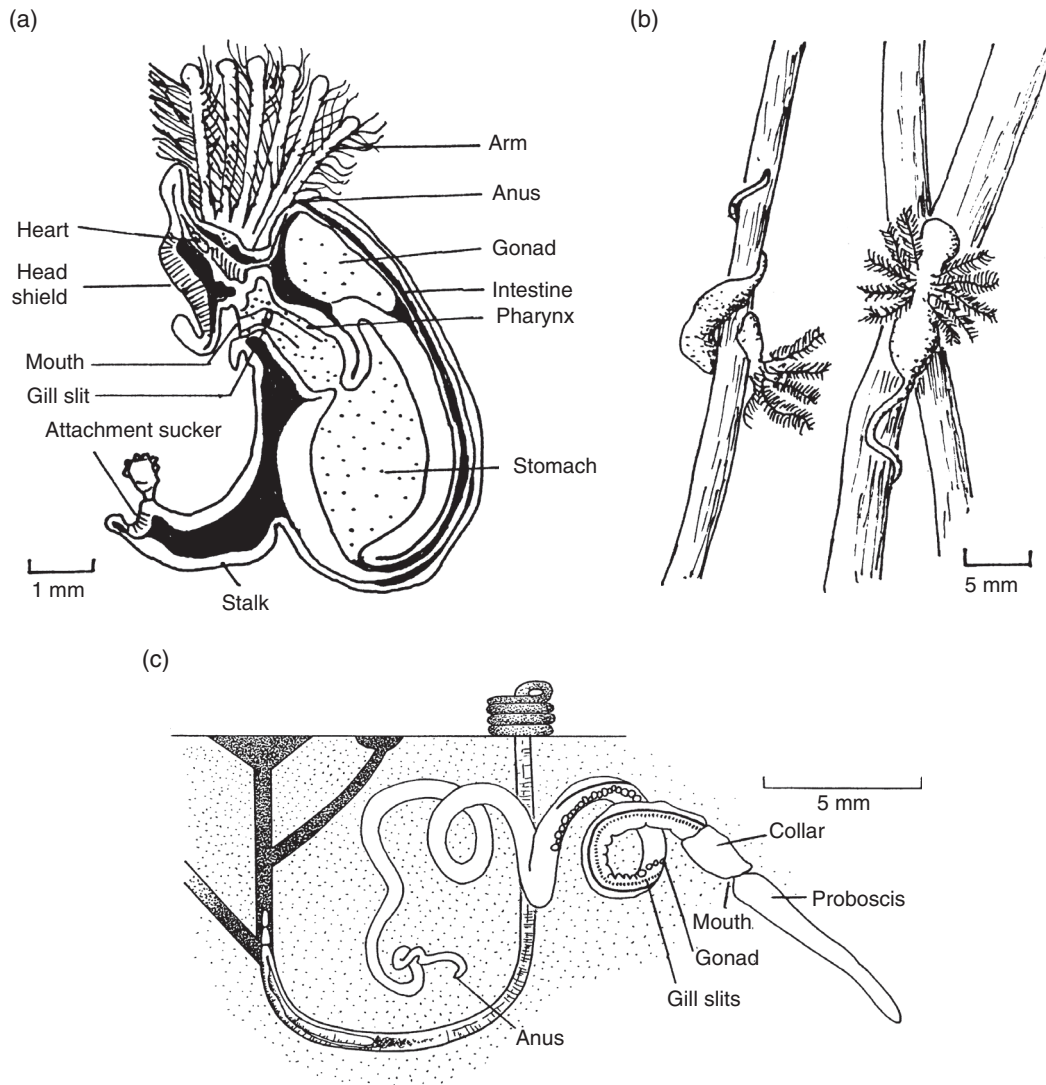 (a)
Arm
Anus
Heart
Gonad
Head
shield
Intestine
Pharynx
Mouth
Gill slit
Attachment sucker
Stomach
1 mm
Stalk
(b)
5 mm
(c)
5 mm
Collar
Proboscis
Mouth
Gonad
Gill slits
Anus